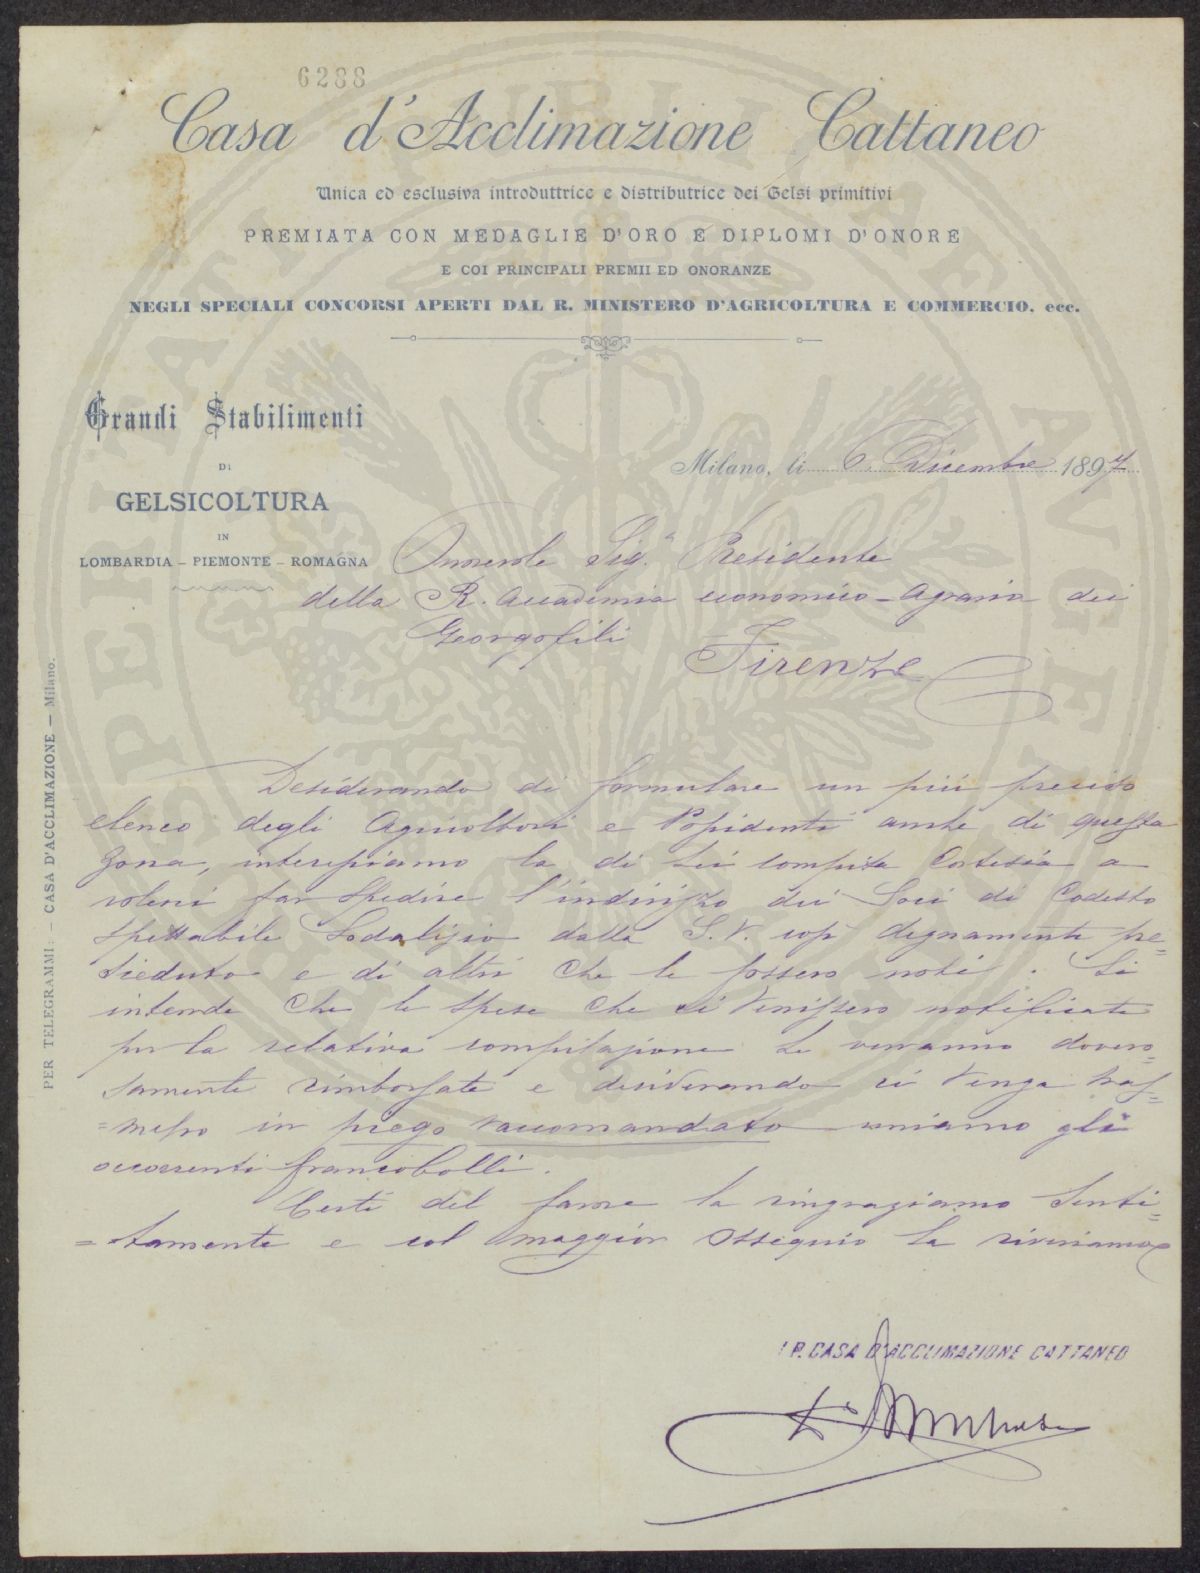 6288
Casa d'Acclimazione Cattaneo
Unica ed esclusiva introduttrice e distributrice dei Gelsi primitivi
PREMIATA CON MEDAGLIE D'ORO E DIPLOMI D'ONORE
E COI PRINCIPALI PREMII ED ONORANZE
NEGLI SPECIALI CONCORSI APERTI DAL R. MINISTERO D'AGRICOLTURA E COMMERCIO, ecc.
Grandi Stabilimenti
DI
GELSICOLTURA
IN
LOMBARDIA – PIEMONTE – ROMAGNA
PER TELEGRAMMI: – CASA D'ACCLIMAZIONE – Milano.
Milano, li 6. Dicembre 1897
Onorevole Sig. Presidente
della R. Accademia economico-Agraria dei
Georgofili
Firenze
Desiderando di formulare un più preciso
elenco degli Agricoltori e Possidenti anche di questa
zona, interessiamo la di Lei compita Cortesia a
volerci far spedire l'indirizzo dei Soci di Codesto
spettabile Sodalizio dalla S. V. così degnamente pre=
sieduto e di altri che le fossero noti. Si
intende che le spese che ci venissero notificate
per la relativa compilazione Le verranno dovero=
samente rimborsate e desiderando ci venga tras=
=messo in piego raccomandato uniamo gli
occorrenti francobolli.
Certi del favore la ringraziamo senti=
=tamente e col maggior ossequio La riveriamo
P. CASA D'ACCLIMAZIONE CATTANEO